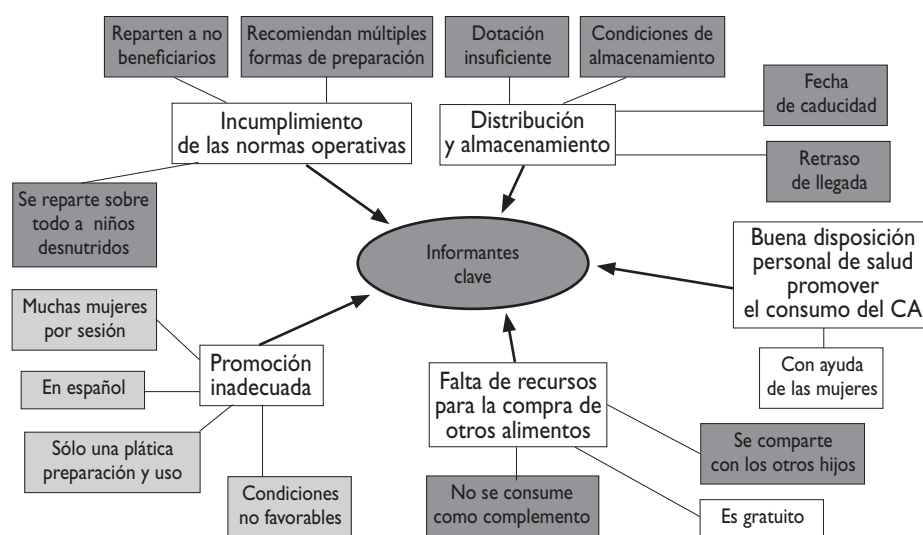 Reparten a no
beneficiarios
Recomiendan múltiples
formas de preparación
Dotación
insuficiente
Condiciones de
almacenamiento
Fecha
de caducidad
Incumplimiento
de las normas operativas
Distribución
y almacenamiento
Retraso
de llegada
Se reparte sobre
todo a niños
desnutridos
Informantes
clave
Buena disposición
personal de salud
promover
el consumo del CA
Muchas mujeres
por sesión
Promoción
inadecuada
En español
Falta de recursos
para la compra de
otros alimentos
Con ayuda
de las mujeres
Sólo una plática
preparación y uso
Se comparte
con los otros hijos
Condiciones
no favorables
No se consume
como complemento
Es gratuito